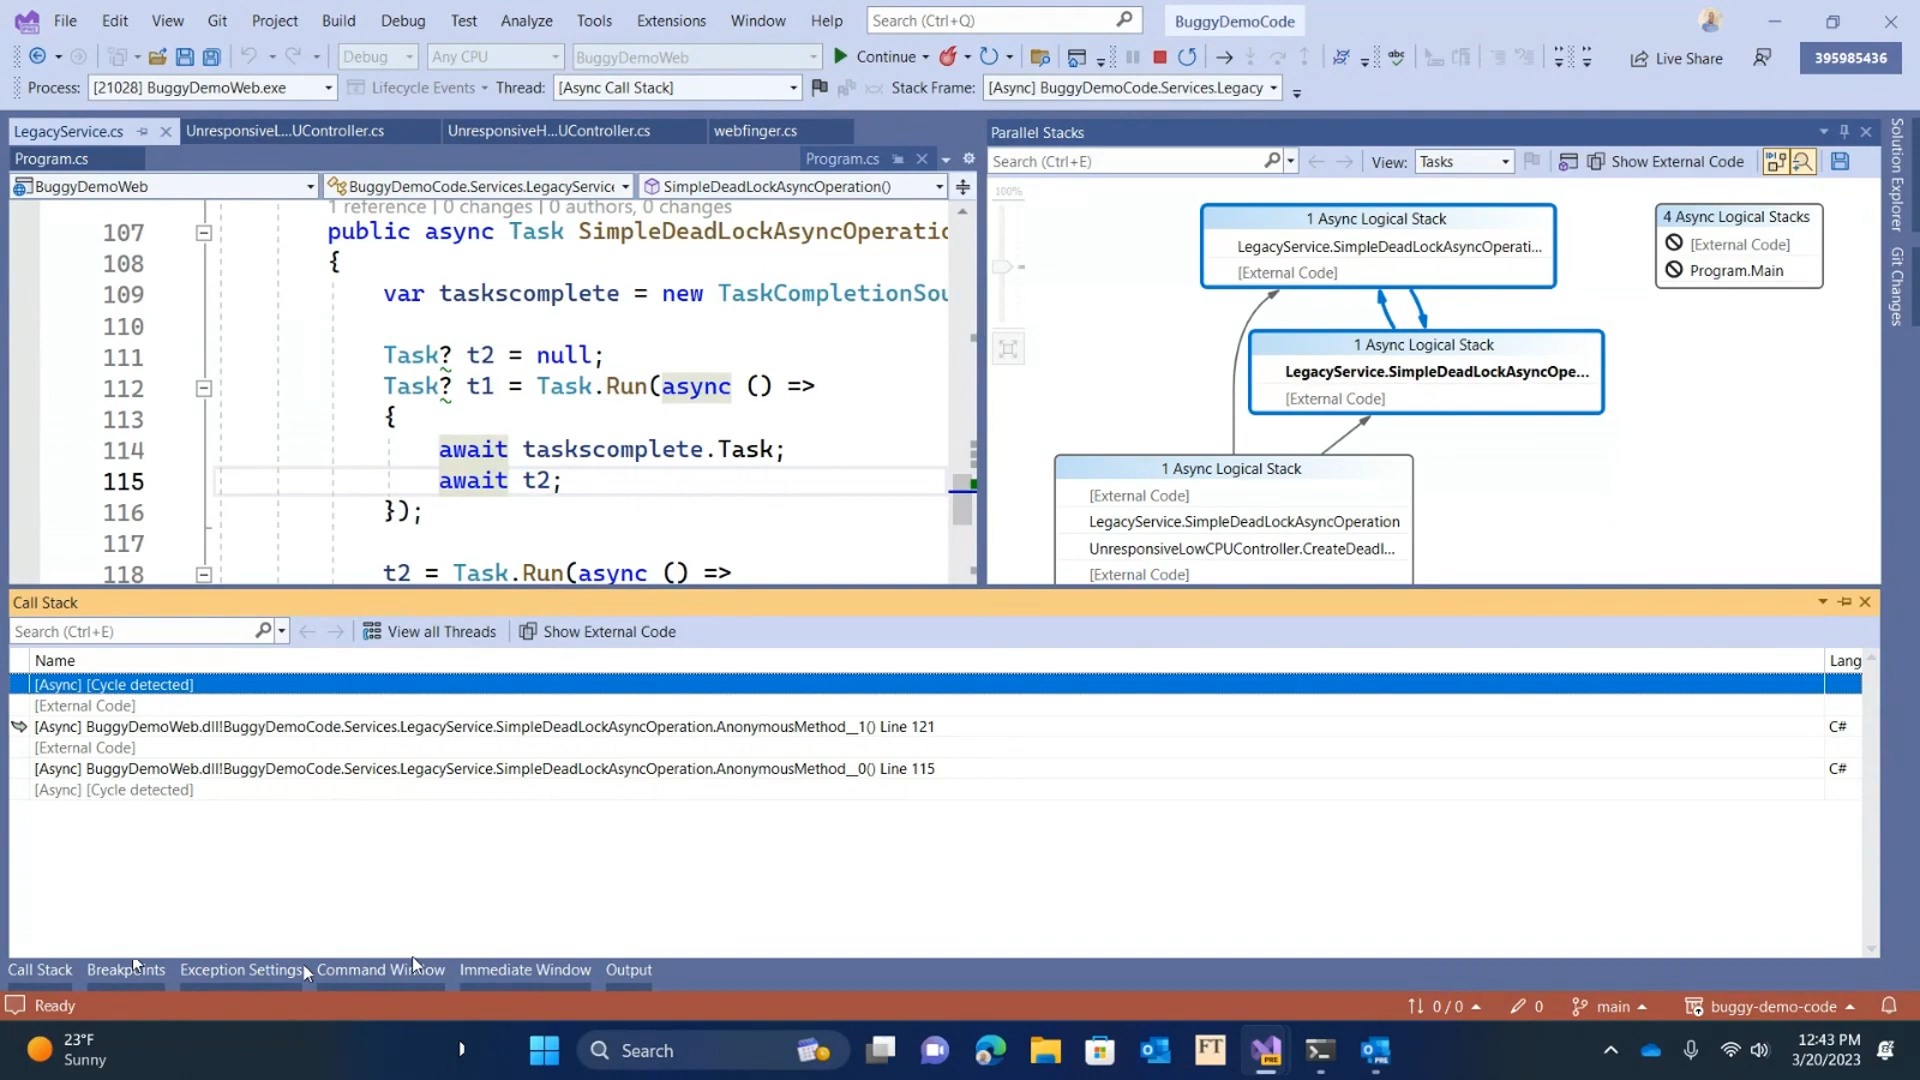 File Edit View Git Project Build Debug Test Analyze Tools Extensions Window Help Search (Ctrl+Q) BuggyDemoCode
Debug Any CPU BuggyDemoWeb Continue Live Share 395985436
Process: [21028] BuggyDemoWeb.exe Lifecycle Events Thread: [Async Call Stack] Stack Frame: [Async] BuggyDemoCode.Services.Legacy
LegacyService.cs UnresponsiveL...UController.cs UnresponsiveH...UController.cs webfinger.cs
Program.cs Program.cs
BuggyDemoWeb BuggyDemoCode.Services.LegacyService SimpleDeadLockAsyncOperation()
1 reference | 0 changes | 0 authors, 0 changes
107 public async Task SimpleDeadLockAsyncOperatio
108 {
109 var taskscomplete = new TaskCompletionSou
110
111 Task? t2 = null;
112 Task? t1 = Task.Run(async () =>
113 {
114 await taskscomplete.Task;
115 await t2;
116 });
117
118 t2 = Task.Run(async () =>
Parallel Stacks
Search (Ctrl+E) View: Tasks Show External Code
100%
1 Async Logical Stack
LegacyService.SimpleDeadLockAsyncOperati...
[External Code]
4 Async Logical Stacks
[External Code]
Program.Main
1 Async Logical Stack
LegacyService.SimpleDeadLockAsyncOpe...
[External Code]
1 Async Logical Stack
[External Code]
LegacyService.SimpleDeadLockAsyncOperation
UnresponsiveLowCPUController.CreateDeadl...
[External Code]
Solution Explorer
Git Changes
Call Stack
Search (Ctrl+E) View all Threads Show External Code
Name Lang
[Async] [Cycle detected]
[External Code]
[Async] BuggyDemoWeb.dll!BuggyDemoCode.Services.LegacyService.SimpleDeadLockAsyncOperation.AnonymousMethod__1() Line 121 C#
[External Code]
[Async] BuggyDemoWeb.dll!BuggyDemoCode.Services.LegacyService.SimpleDeadLockAsyncOperation.AnonymousMethod__0() Line 115 C#
[Async] [Cycle detected]
Call Stack Breakpoints Exception Settings Command Window Immediate Window Output
Ready 0 / 0 0 main buggy-demo-code
23°F
Sunny
Search
FT
PRE
PRE
12:43 PM
3/20/2023